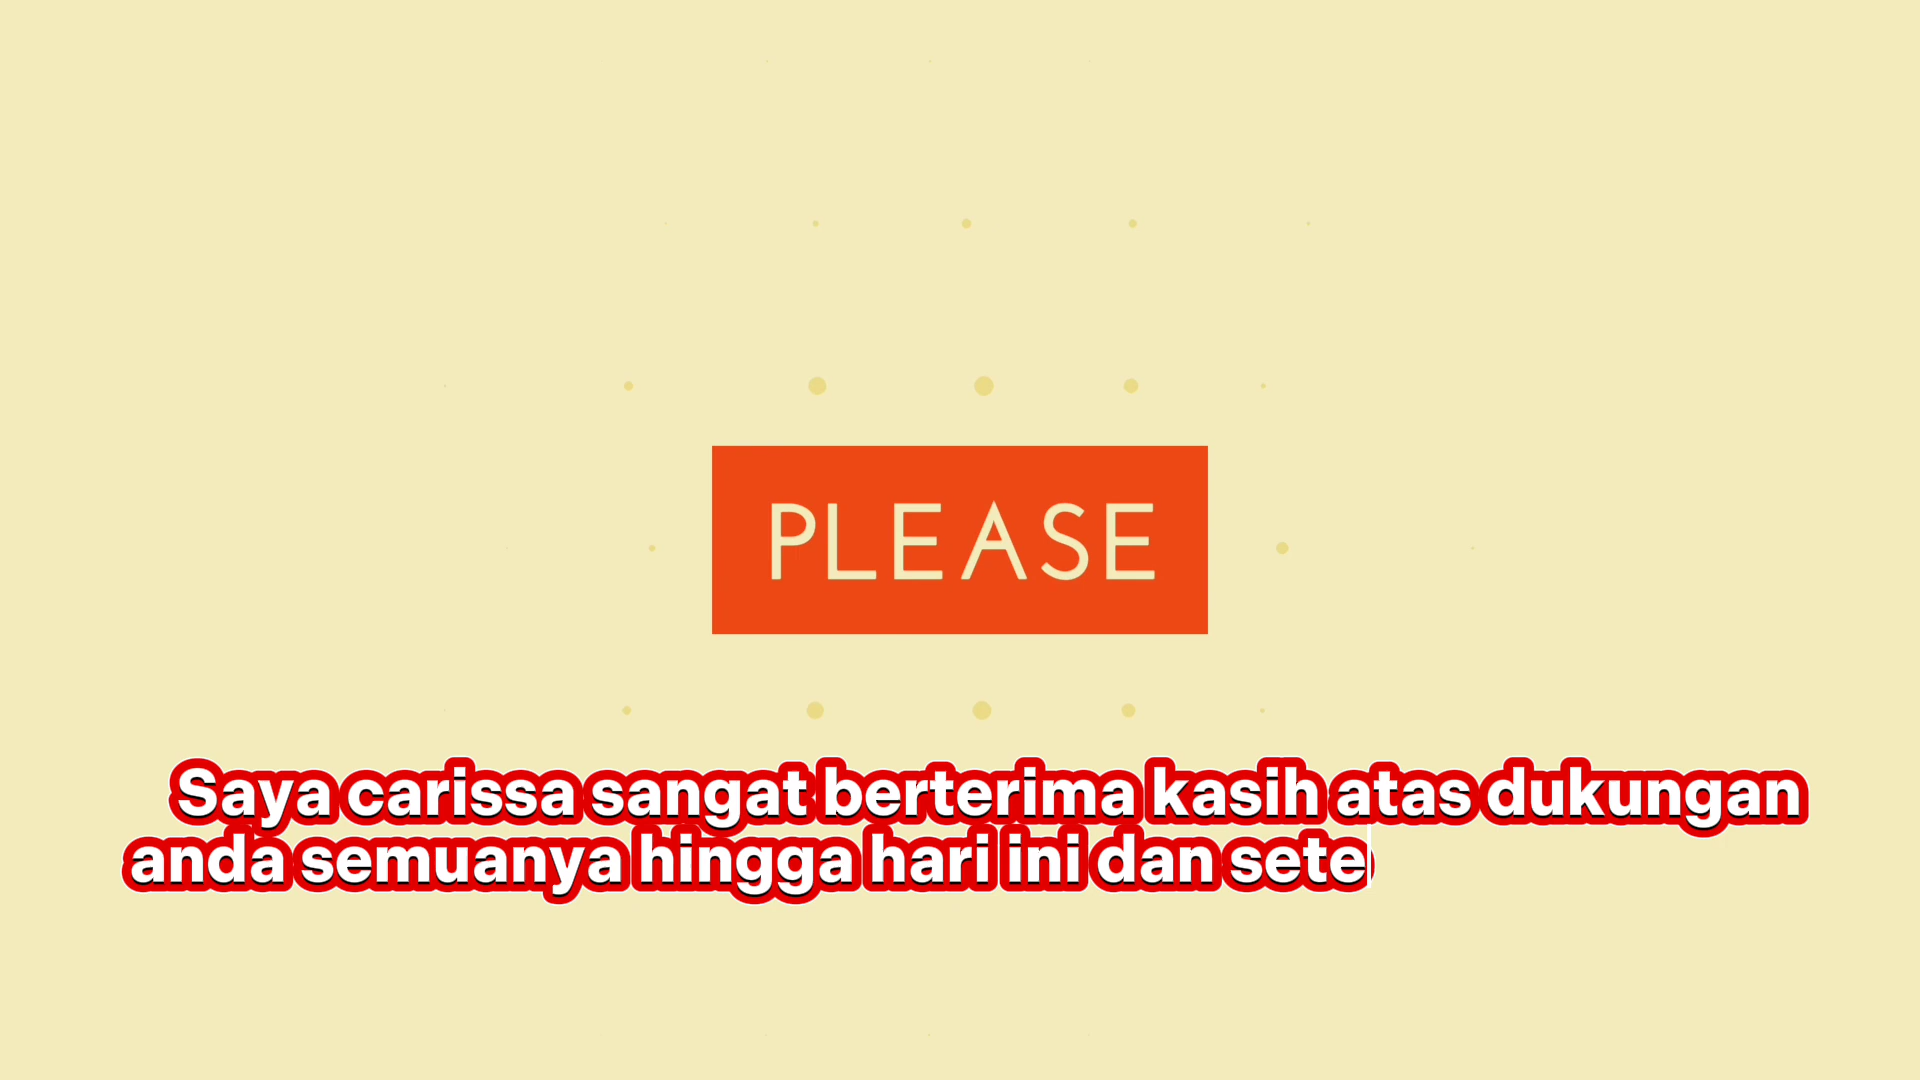 PLEASE
Saya carissa sangat berterima kasih atas dukungan
anda semuanya hingga hari ini dan sete